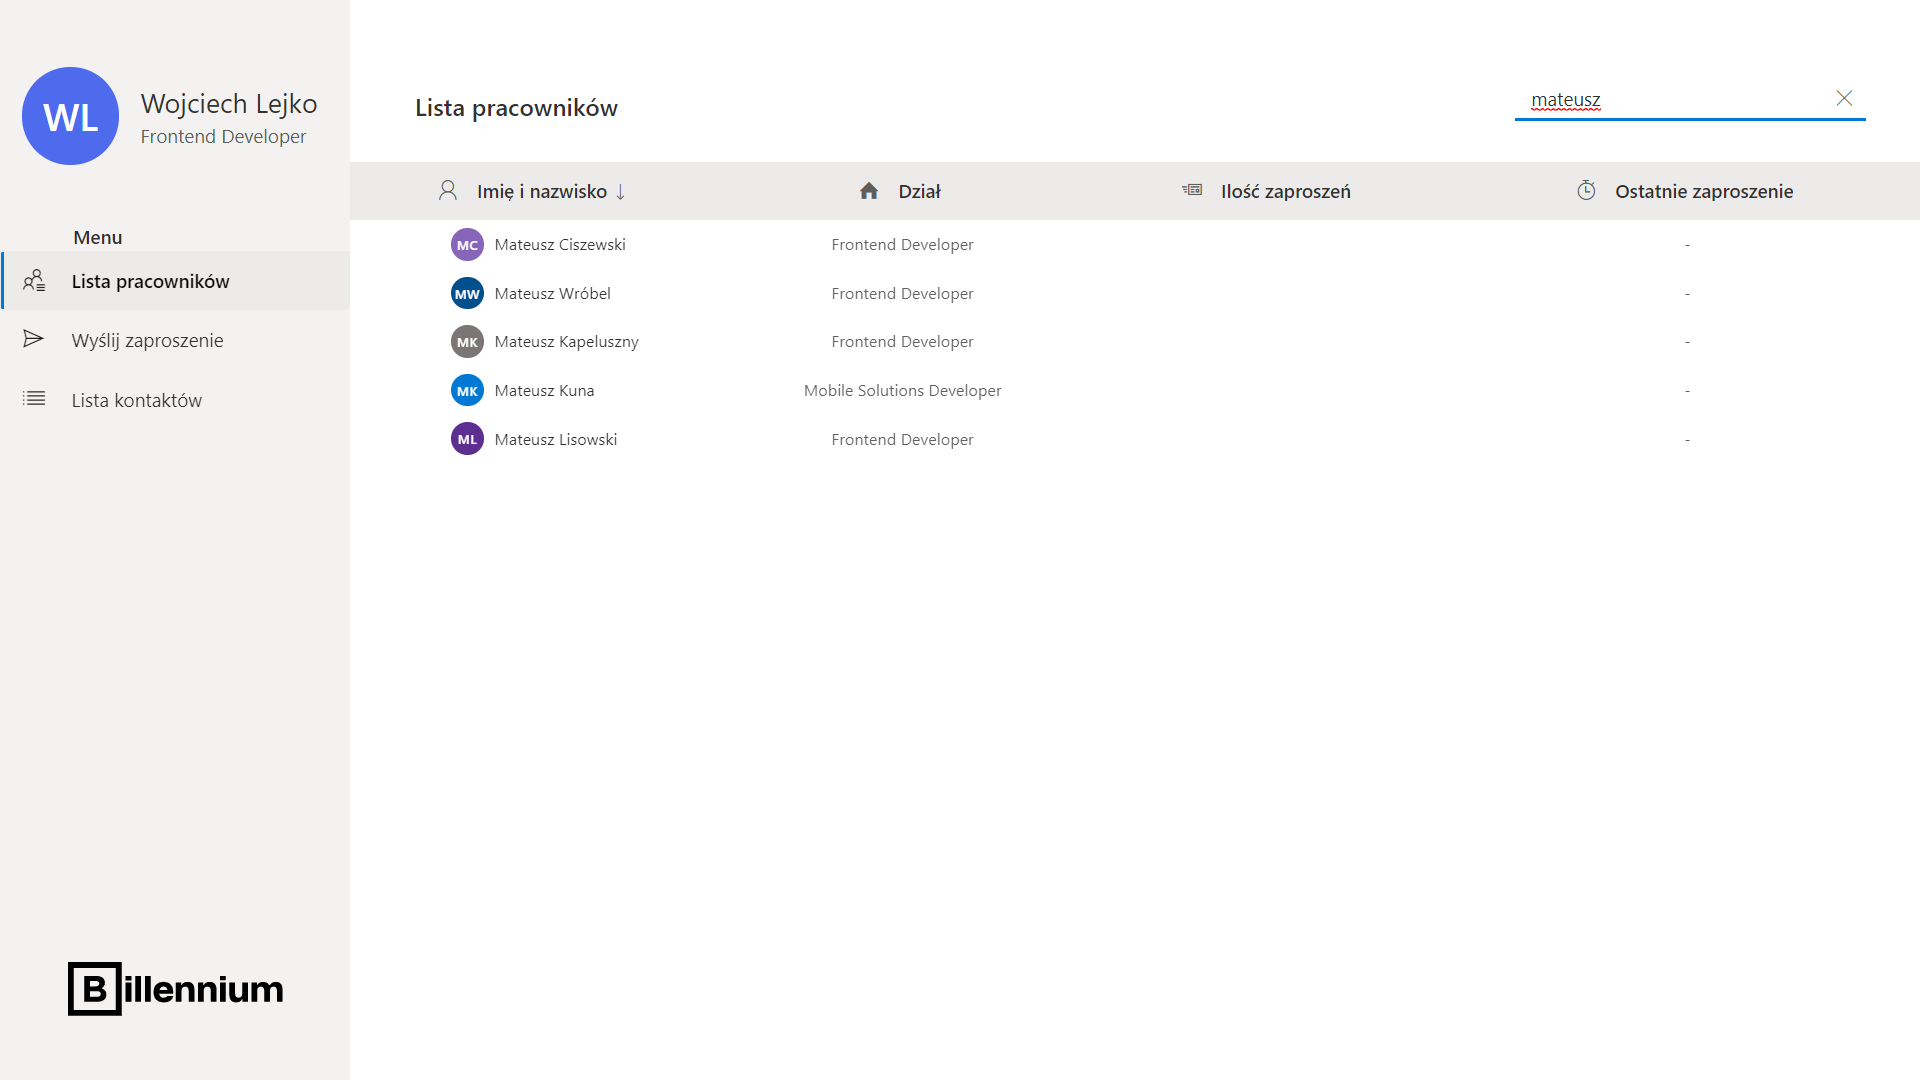 WL
Wojciech Lejko
Frontend Developer
Menu
Lista pracowników
Wyślij zaproszenie
Lista kontaktów
Billennium
Lista pracowników
mateusz
Imię i nazwisko ↓ Dział Ilość zaproszeń Ostatnie zaproszenie
MC Mateusz Ciszewski Frontend Developer -
MW Mateusz Wróbel Frontend Developer -
MK Mateusz Kapeluszny Frontend Developer -
MK Mateusz Kuna Mobile Solutions Developer -
ML Mateusz Lisowski Frontend Developer -